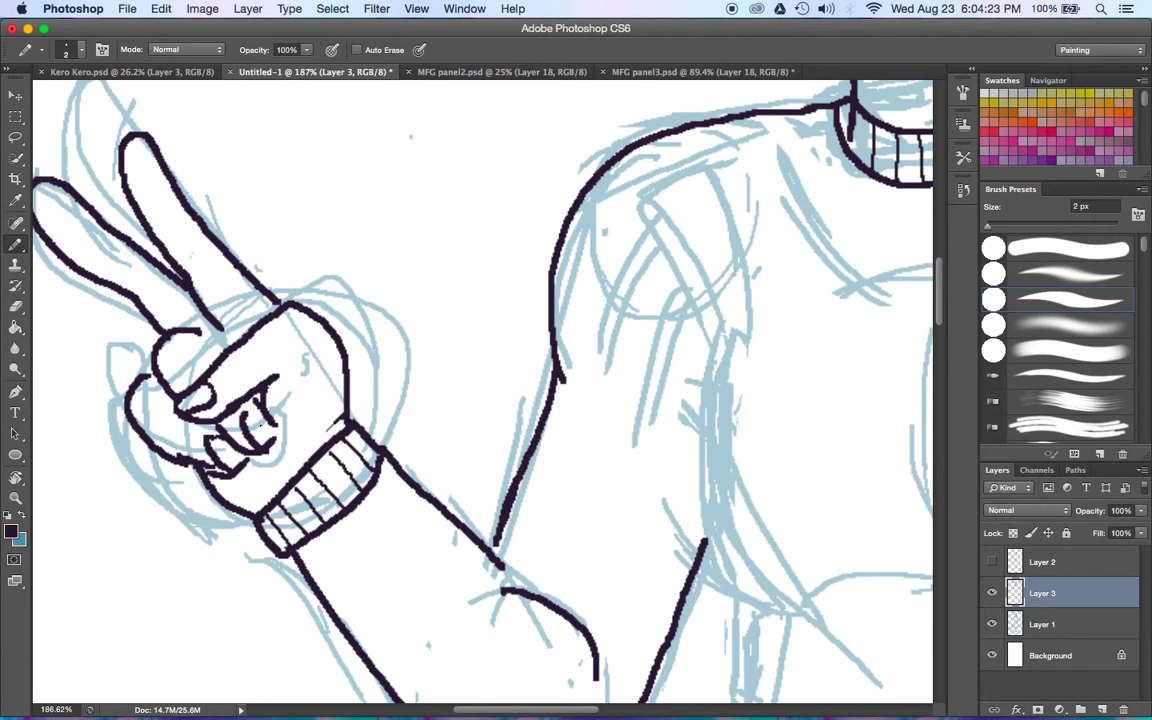 Photoshop File Edit Image Layer Type Select Filter View Window Help 100% Wed Aug 23 6:04:23 PM
Adobe Photoshop CS6
2 Mode: Normal Opacity: 100% Auto Erase Painting
Kero Kero.psd @ 26.2% (Layer 3, RGB/8) Untitled-1 @ 187% (Layer 3, RGB/8) * MFG panel2.psd @ 25% (Layer 18, RGB/8) MFG panel3.psd @ 89.4% (Layer 18, RGB/8) *
Swatches Navigator
Brush Presets
Size: 2 px
Layers Channels Paths
Kind
Normal Opacity: 100%
Lock: Fill: 100%
Layer 2
Layer 3
Layer 1
Background
186.62% Doc: 14.7M/25.6M